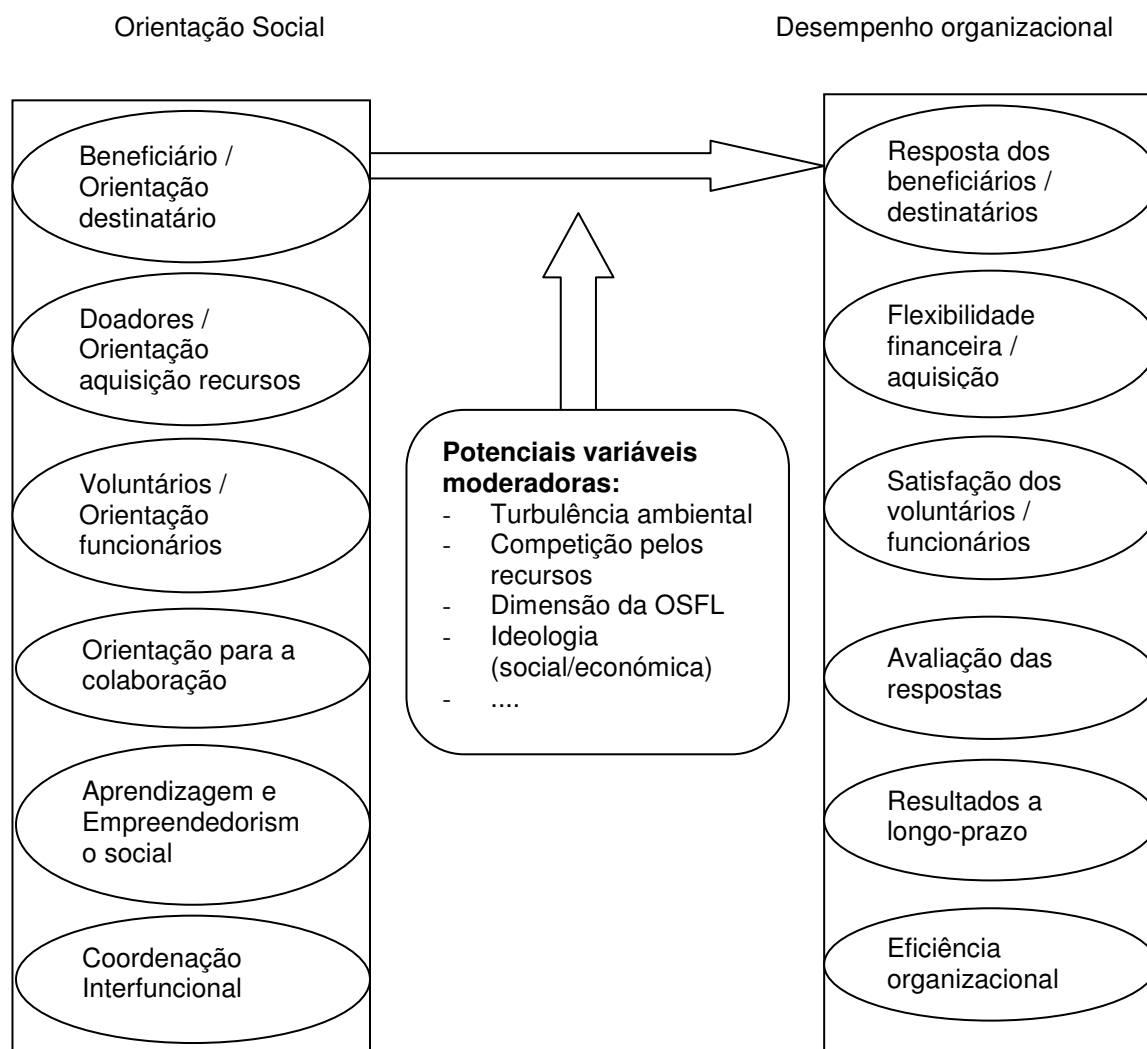 Orientação Social
Desempenho organizacional
Beneficiário /
Orientação
destinatário
Doadores /
Orientação
aquisição recursos
Voluntários /
Orientação
funcionários
Orientação para a
colaboração
Aprendizagem e
Empreendedorism
o social
Coordenação
Interfuncional
Potenciais variáveis
moderadoras:
- Turbulência ambiental
- Competição pelos
recursos
- Dimensão da OSFL
- Ideologia
(social/económica)
- ....
Resposta dos
beneficiários /
destinatários
Flexibilidade
financeira /
aquisição
Satisfação dos
voluntários /
funcionários
Avaliação das
respostas
Resultados a
longo-prazo
Eficiência
organizacional